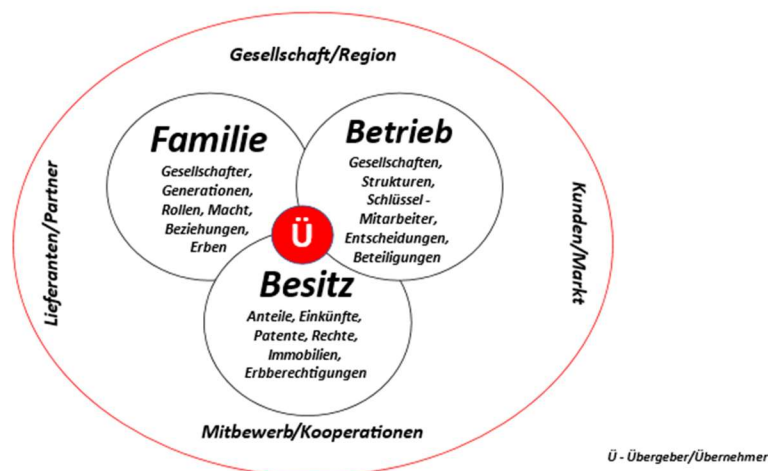 Gesellschaft/Region
Familie
Gesellschafter,
Generationen,
Rollen, Macht,
Beziehungen,
Erben
Betrieb
Gesellschaften,
Strukturen,
Schlüssel -
Mitarbeiter,
Entscheidungen,
Beteiligungen
Lieferanten/Partner
Ü
Kunden/Markt
Besitz
Anteile, Einkünfte,
Patente, Rechte,
Immobilien,
Erbberechtigungen
Mitbewerb/Kooperationen
Ü - Übergeber/Übernehmer